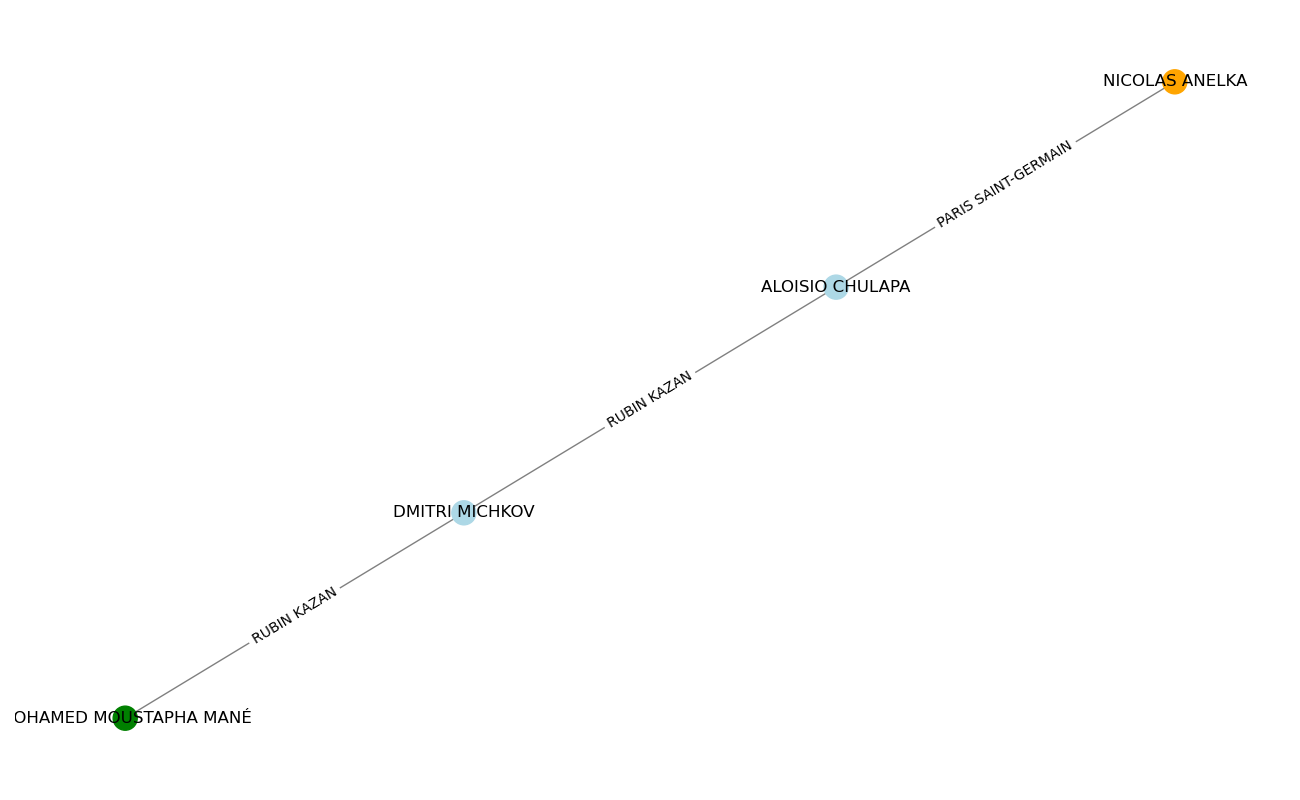 NICOLAS ANELKA
PARIS SAINT-GERMAIN
ALOISIO CHULAPA
RUBIN KAZAN
DMITRI MICHKOV
RUBIN KAZAN
OHAMED MOUSTAPHA MANÉ